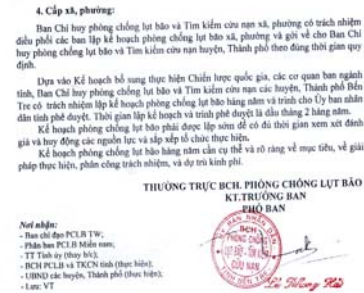 4. Cấp xã, phường:
Ban Chỉ huy phòng chống lụt bão và Tìm kiếm cứu nạn xã, phường có trách nhiệm
điều phối các ban lập kế hoạch phòng chống lụt bão xã, phường và gởi về cho Ban Chỉ
huy phòng chống lụt bão và Tìm kiếm cứu nạn huyện, Thành phố theo đúng thời gian quy
định.
Dựa vào Kế hoạch bổ sung thực hiện Chiến lược quốc gia, các cơ quan ban ngành
tỉnh, Ban Chỉ huy phòng chống lụt bão và Tìm kiếm cứu nạn các huyện, Thành phố Bến
Tre có trách nhiệm lập kế hoạch phòng chống lụt bão hàng năm và trình cho Ủy ban nhân
dân tỉnh phê duyệt. Thời gian lập kế hoạch và trình phê duyệt là đầu tháng 2 hàng năm.
Kế hoạch phòng chống lụt bão phải được lập sớm để có đủ thời gian xem xét đánh
giá và huy động các nguồn lực và sắp xếp tổ chức thực hiện.
Kế hoạch phòng chống lụt bão hàng năm cần cụ thể và rõ ràng về mục tiêu, về giải
pháp thực hiện, phân công trách nhiệm, và dự trù kinh phí.
THƯỜNG TRỰC BCH. PHÒNG CHỐNG LỤT BÃO
KT.TRƯỞNG BAN
PHÓ BAN
Nơi nhận:
- Ban chỉ đạo PCLB TW;
- Phân ban PCLB Miền nam;
- TT Tỉnh ủy (thay b/c);
- BCH PCLB và TKCN tỉnh (thực hiện);
- UBND các huyện, Thành phố (thực hiện);
- Lưu: VT
BCH
PHÒNG CHỐNG
LỤT BÃO - TÌM KIẾM
CỨU NẠN